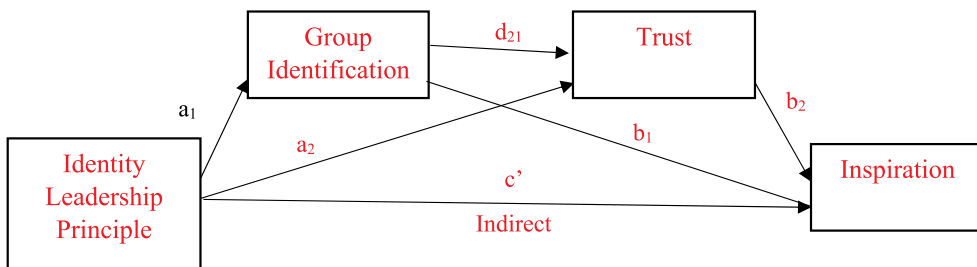 Group
Identification
d₂₁
Trust
a₁
a₂
b₁
b₂
Identity
Leadership
Principle
c’
Indirect
Inspiration